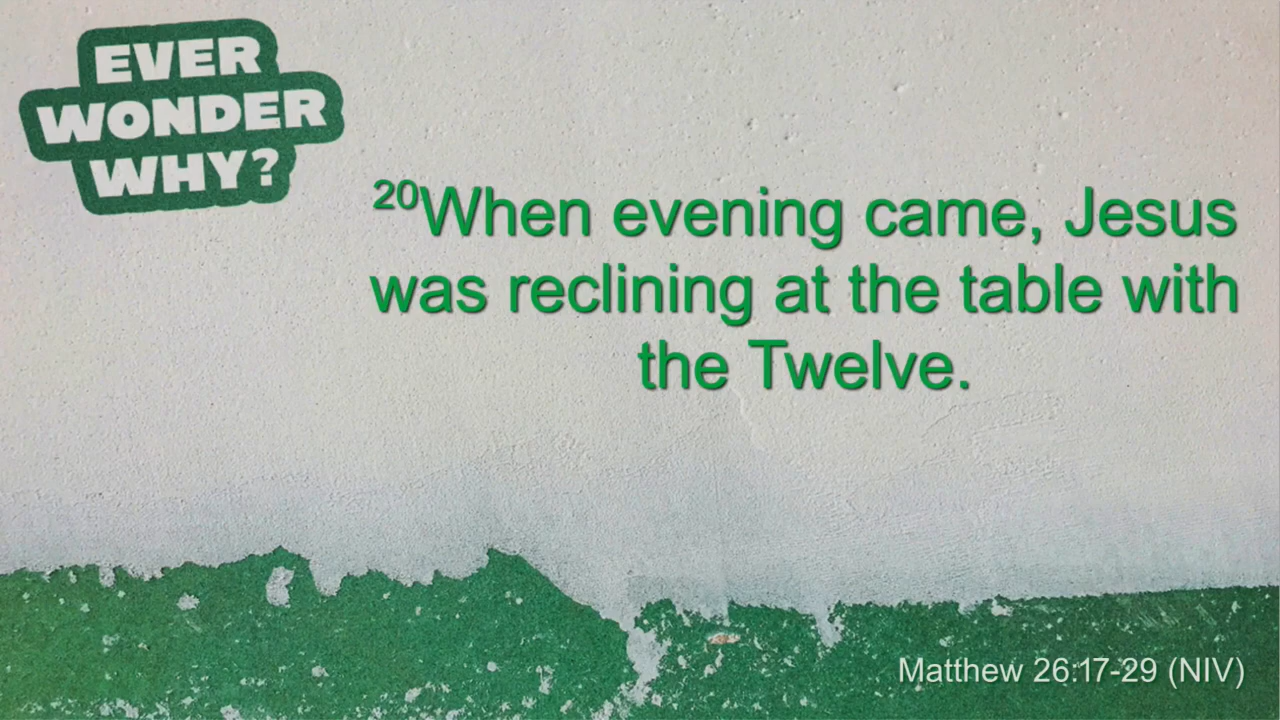 EVER
WONDER
WHY?
20When evening came, Jesus
was reclining at the table with
the Twelve.
Matthew 26:17-29 (NIV)